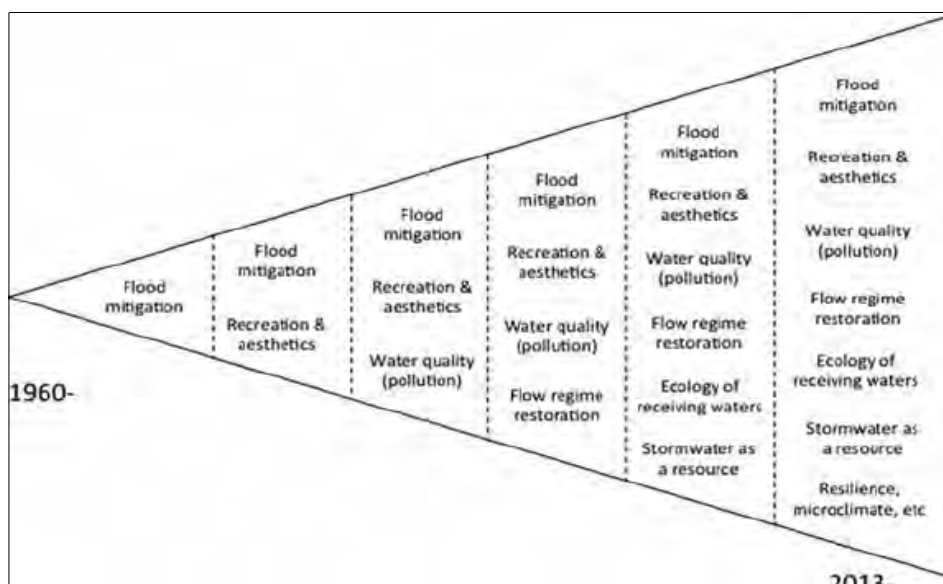 Flood
mitigation
Flood
mitigation
Recreation &
aesthetics
Flood
mitigation
Recreation &
aesthetics
Water quality
(pollution)
Flood
mitigation
Recreation &
aesthetics
Water quality
(pollution)
Flow regime
restoration
Flood
mitigation
Recreation &
aesthetics
Water quality
(pollution)
Flow regime
restoration
Ecology of
receiving waters
Stormwater as
a resource
Flood
mitigation
Recreation &
aesthetics
Water quality
(pollution)
Flow regime
restoration
Ecology of
receiving waters
Stormwater as
a resource
Resilience,
microclimate, etc
1960-
2013-